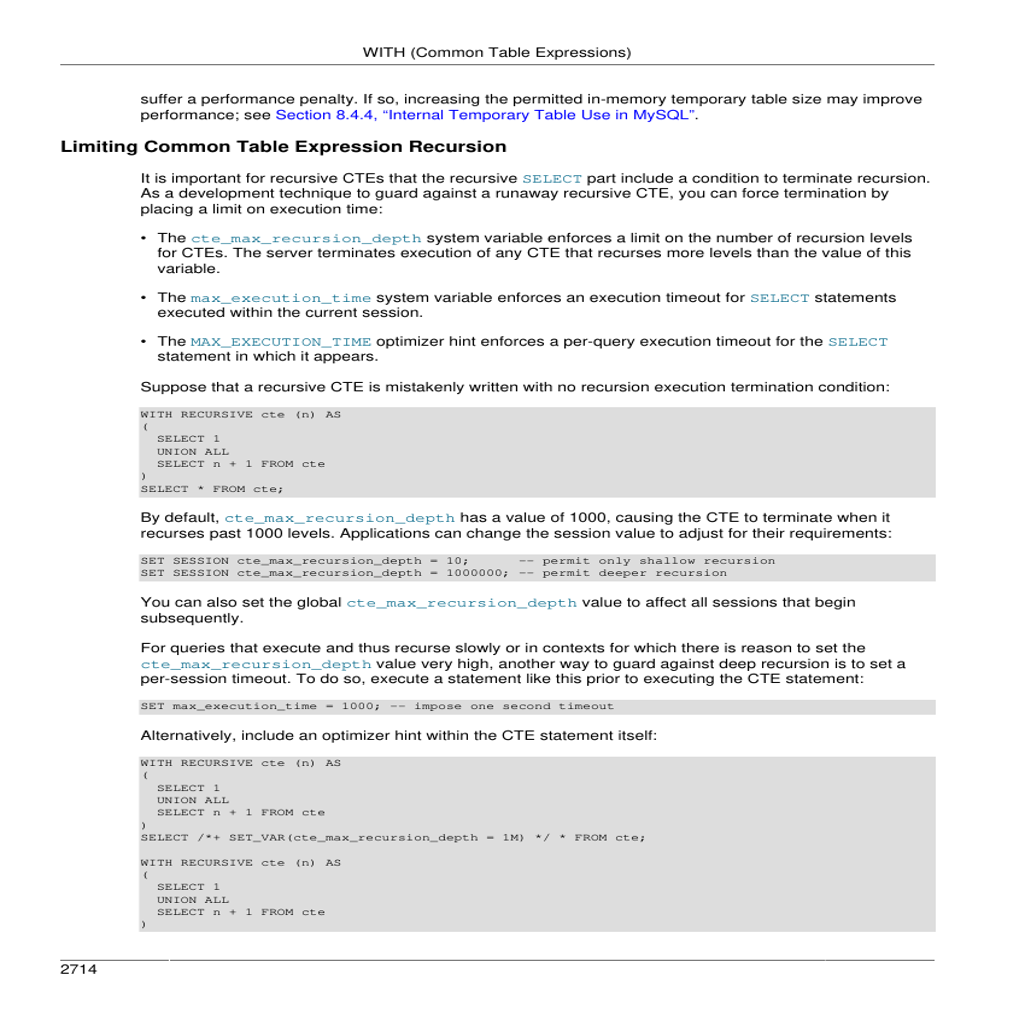 WITH (Common Table Expressions)
suffer a performance penalty. If so, increasing the permitted in-memory temporary table size may improve
performance; see Section 8.4.4, “Internal Temporary Table Use in MySQL”.
Limiting Common Table Expression Recursion
It is important for recursive CTEs that the recursive SELECT part include a condition to terminate recursion.
As a development technique to guard against a runaway recursive CTE, you can force termination by
placing a limit on execution time:
• The cte_max_recursion_depth system variable enforces a limit on the number of recursion levels
for CTEs. The server terminates execution of any CTE that recurses more levels than the value of this
variable.
• The max_execution_time system variable enforces an execution timeout for SELECT statements
executed within the current session.
• The MAX_EXECUTION_TIME optimizer hint enforces a per-query execution timeout for the SELECT
statement in which it appears.
Suppose that a recursive CTE is mistakenly written with no recursion execution termination condition:
WITH RECURSIVE cte (n) AS
(
  SELECT 1
  UNION ALL
  SELECT n + 1 FROM cte
)
SELECT * FROM cte;
By default, cte_max_recursion_depth has a value of 1000, causing the CTE to terminate when it
recurses past 1000 levels. Applications can change the session value to adjust for their requirements:
SET SESSION cte_max_recursion_depth = 10;      -- permit only shallow recursion
SET SESSION cte_max_recursion_depth = 1000000; -- permit deeper recursion
You can also set the global cte_max_recursion_depth value to affect all sessions that begin
subsequently.
For queries that execute and thus recurse slowly or in contexts for which there is reason to set the
cte_max_recursion_depth value very high, another way to guard against deep recursion is to set a
per-session timeout. To do so, execute a statement like this prior to executing the CTE statement:
SET max_execution_time = 1000; -- impose one second timeout
Alternatively, include an optimizer hint within the CTE statement itself:
WITH RECURSIVE cte (n) AS
(
  SELECT 1
  UNION ALL
  SELECT n + 1 FROM cte
)
SELECT /*+ SET_VAR(cte_max_recursion_depth = 1M) */ * FROM cte;
WITH RECURSIVE cte (n) AS
(
  SELECT 1
  UNION ALL
  SELECT n + 1 FROM cte
)
2714